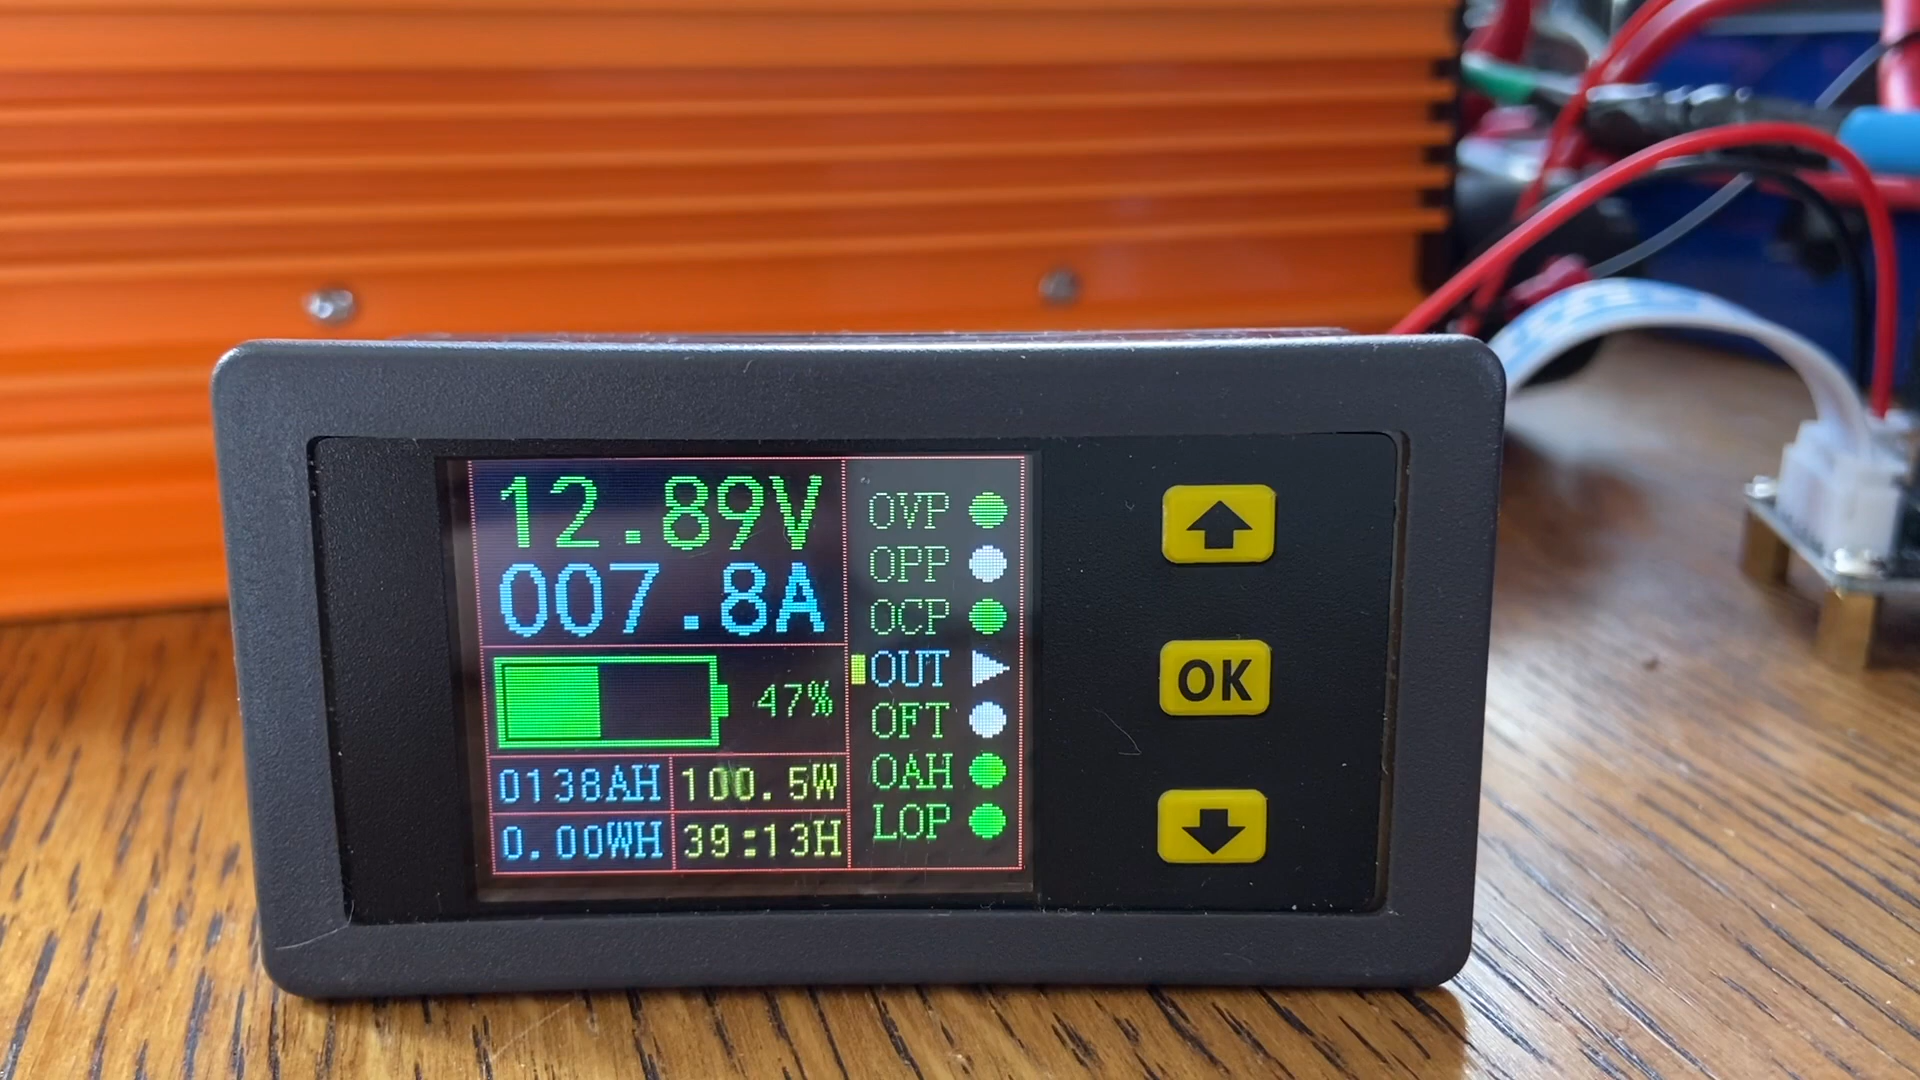 12.89V
007.8A
47%
0138AH
100.5W
0.00WH
39:13H
OVP
OPP
OCP
OUT
OFT
OAH
LOP
OK